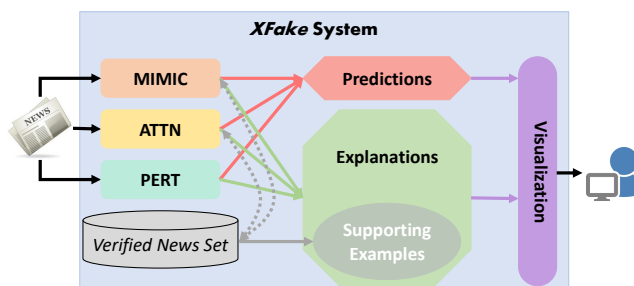 XFake System
NEWS
MIMIC
ATTN
PERT
Verified News Set
Predictions
Explanations
Supporting
Examples
Visualization